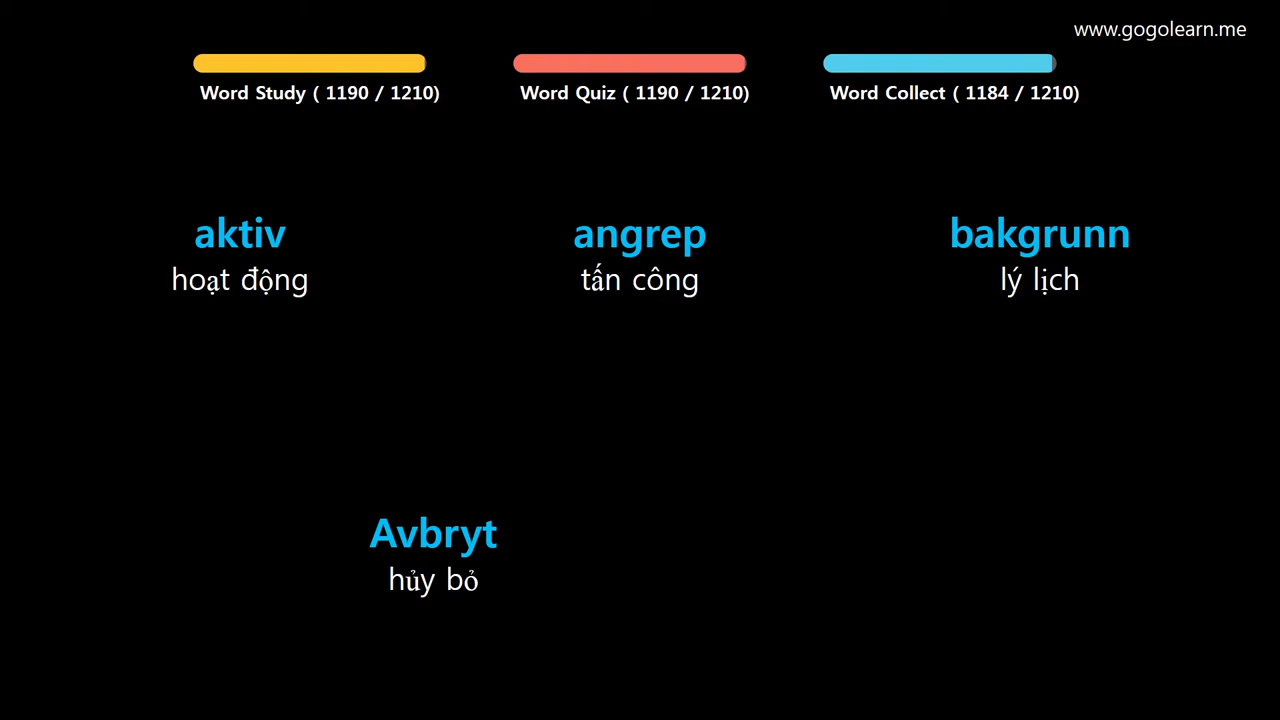 www.gogolearn.me
Word Study ( 1190 / 1210)
Word Quiz ( 1190 / 1210)
Word Collect ( 1184 / 1210)
aktiv
hoạt động
angrep
tấn công
bakgrunn
lý lịch
Avbryt
hủy bỏ